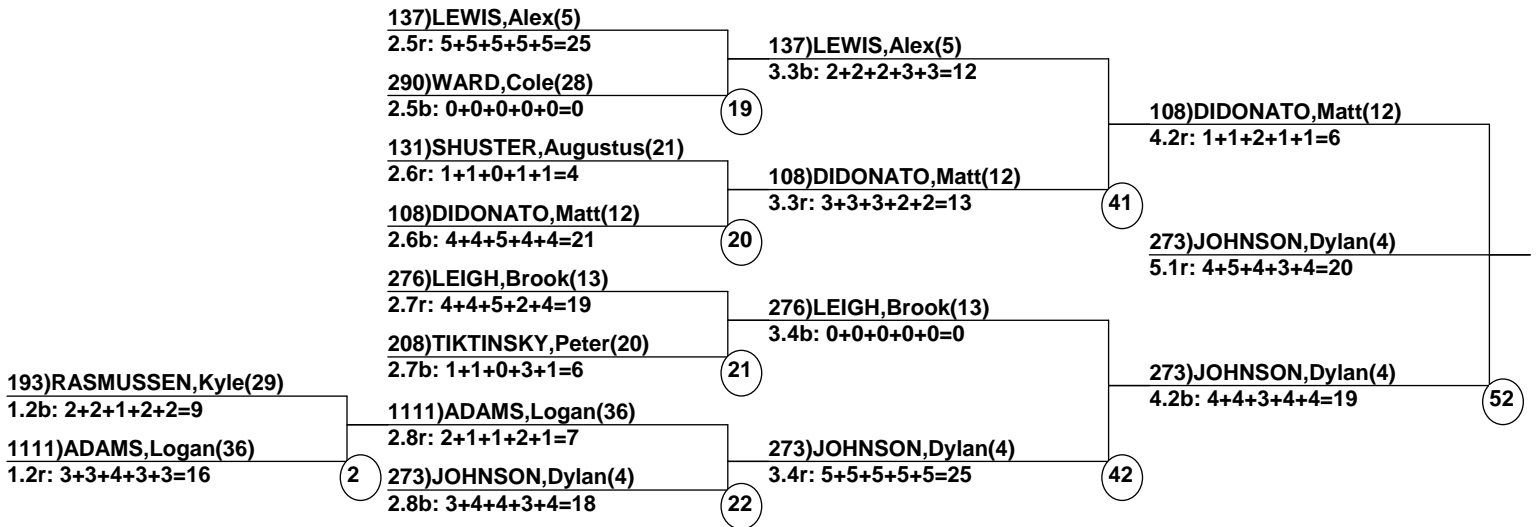 193)RASMUSSEN,Kyle(29)
1.2b: 2+2+1+2+2=9
1111)ADAMS,Logan(36)
1.2r: 3+3+4+3+3=16
2
137)LEWIS,Alex(5)
2.5r: 5+5+5+5+5=25
290)WARD,Cole(28)
2.5b: 0+0+0+0+0=0
19
131)SHUSTER,Augustus(21)
2.6r: 1+1+0+1+1=4
108)DIDONATO,Matt(12)
2.6b: 4+4+5+4+4=21
20
276)LEIGH,Brook(13)
2.7r: 4+4+5+2+4=19
208)TIKTINSKY,Peter(20)
2.7b: 1+1+0+3+1=6
21
1111)ADAMS,Logan(36)
2.8r: 2+1+1+2+1=7
273)JOHNSON,Dylan(4)
2.8b: 3+4+4+3+4=18
22
137)LEWIS,Alex(5)
3.3b: 2+2+2+3+3=12
108)DIDONATO,Matt(12)
3.3r: 3+3+3+2+2=13
41
276)LEIGH,Brook(13)
3.4b: 0+0+0+0+0=0
273)JOHNSON,Dylan(4)
3.4r: 5+5+5+5+5=25
42
108)DIDONATO,Matt(12)
4.2r: 1+1+2+1+1=6
273)JOHNSON,Dylan(4)
4.2b: 4+4+3+4+4=19
52
273)JOHNSON,Dylan(4)
5.1r: 4+5+4+3+4=20